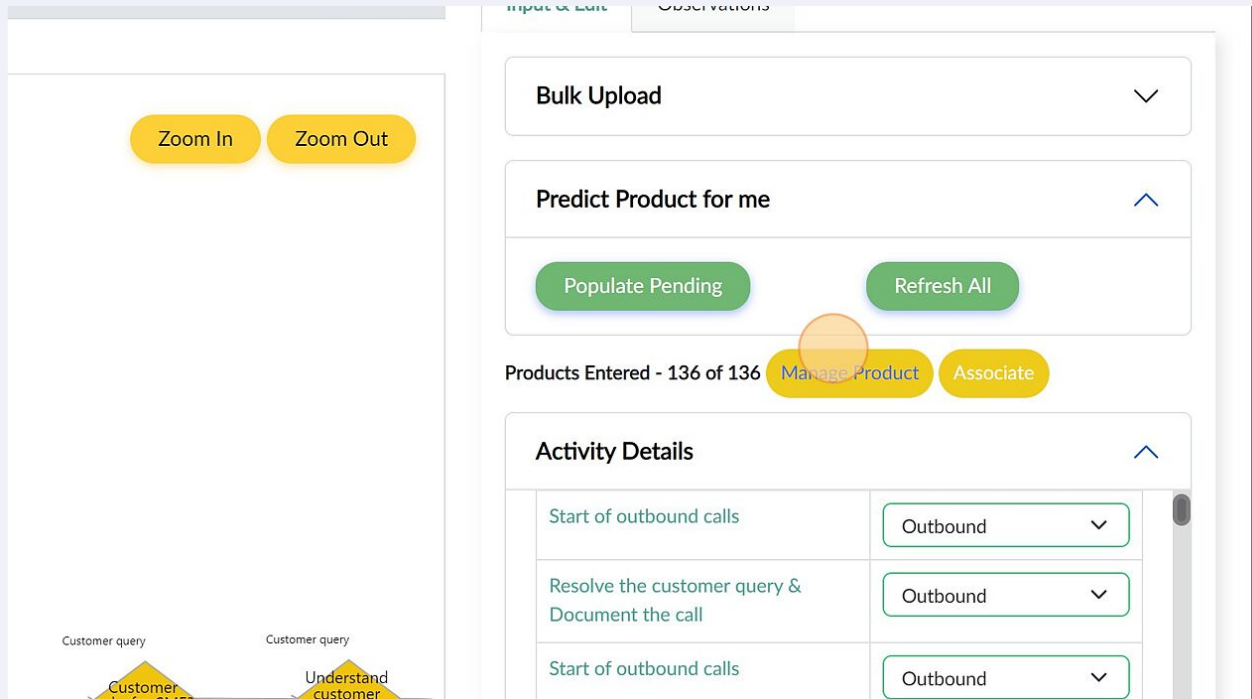 Input & Edit
Observations
Bulk Upload
Zoom In
Zoom Out
Predict Product for me
Populate Pending
Refresh All
Products Entered - 136 of 136
Manage Product
Associate
Activity Details
Start of outbound calls
Outbound
Resolve the customer query &
Document the call
Outbound
Start of outbound calls
Outbound
Customer query
Customer query
Customer
Understand
customer